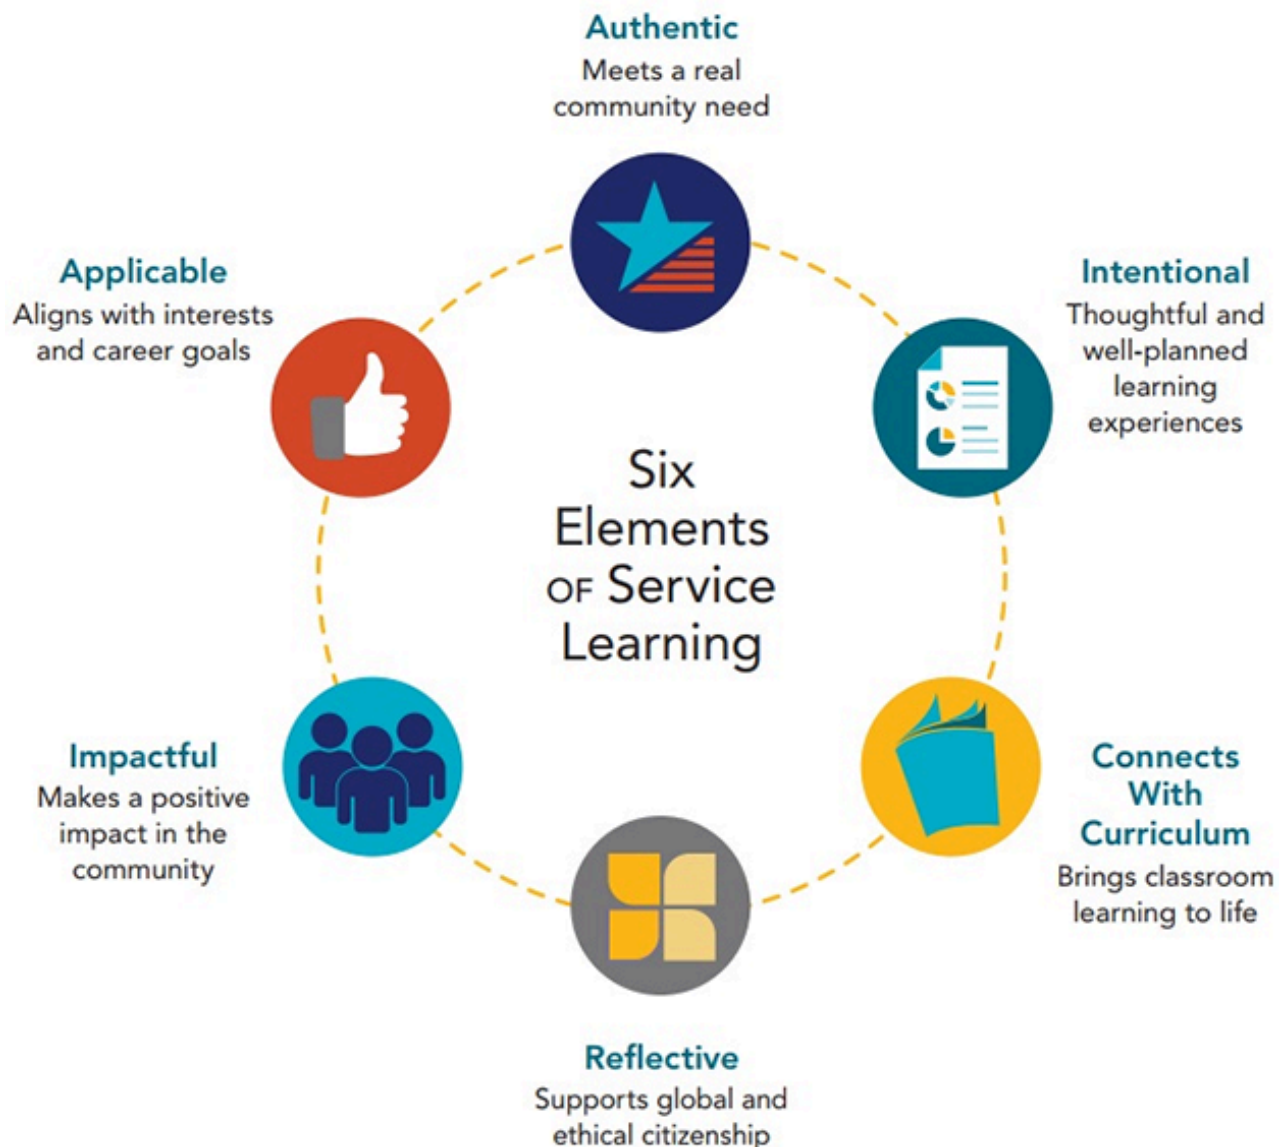 Authentic
Meets a real
community need
Intentional
Thoughtful and
well-planned
learning
experiences
Connects
With
Curriculum
Brings classroom
learning to life
Reflective
Supports global and
ethical citizenship
Impactful
Makes a positive
impact in the
community
Applicable
Aligns with interests
and career goals
Six
Elements
OF Service
Learning